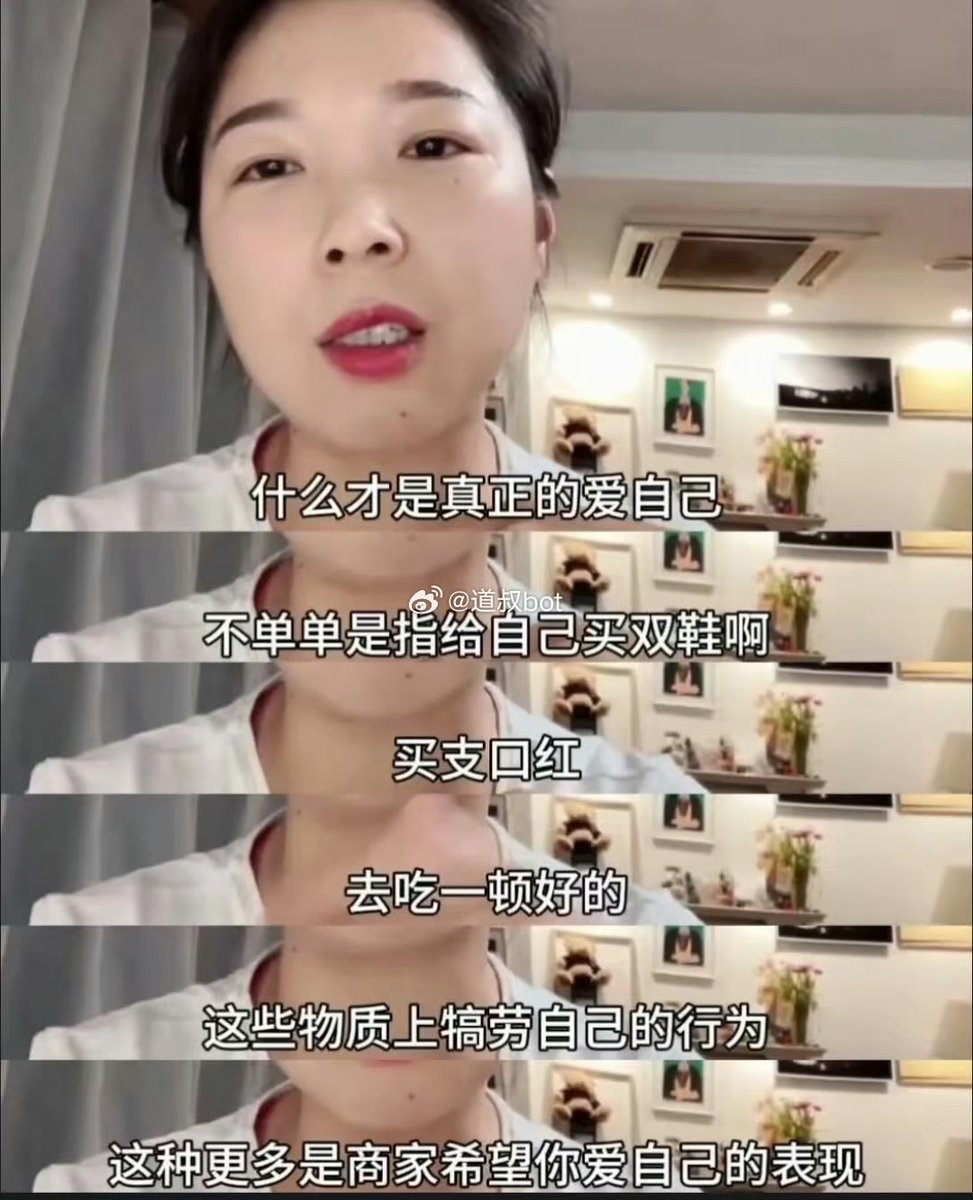 什么才是真正的爱自己
@道叔bot
不单单是指给自己买双鞋啊
买支口红
去吃一顿好的
这些物质上犒劳自己的行为
这种更多是商家希望你爱自己的表现